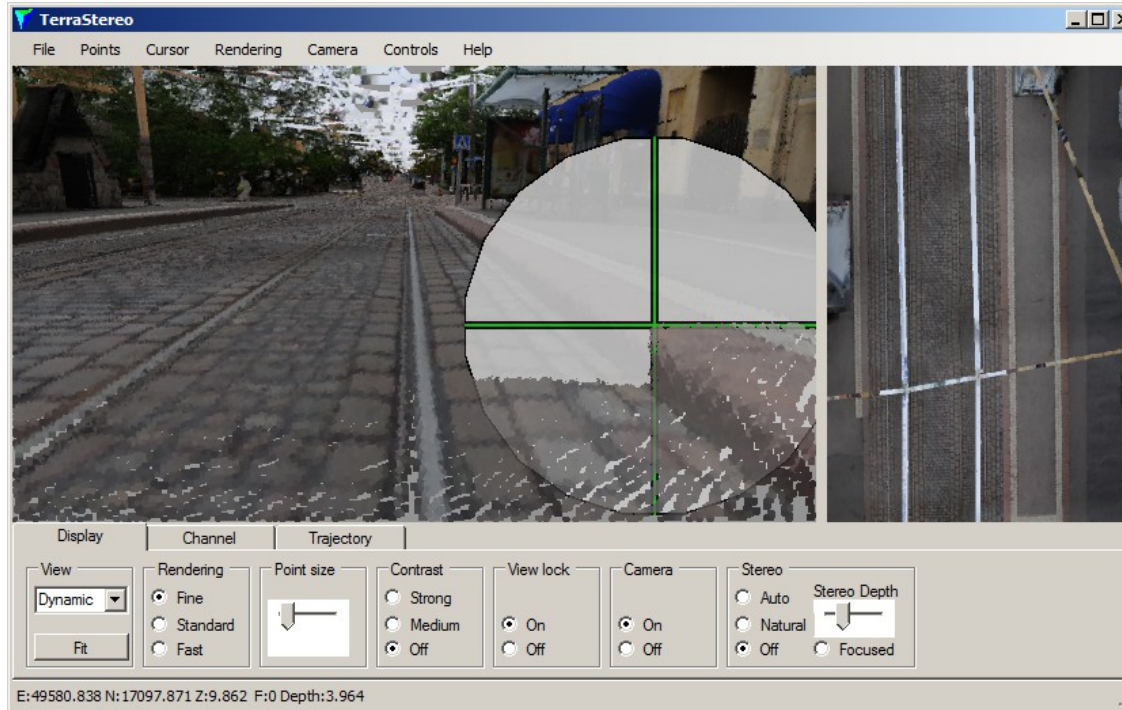 TerraStereo
File Points Cursor Rendering Camera Controls Help
Display Channel Trajectory
View Rendering Point size Contrast View lock Camera Stereo
Dynamic Fine Strong Auto Stereo Depth
Standard Medium On On Natural
Fit Fast Off Off Off Off Focused
E:49580.838 N:17097.871 Z:9.862 F:0 Depth:3.964